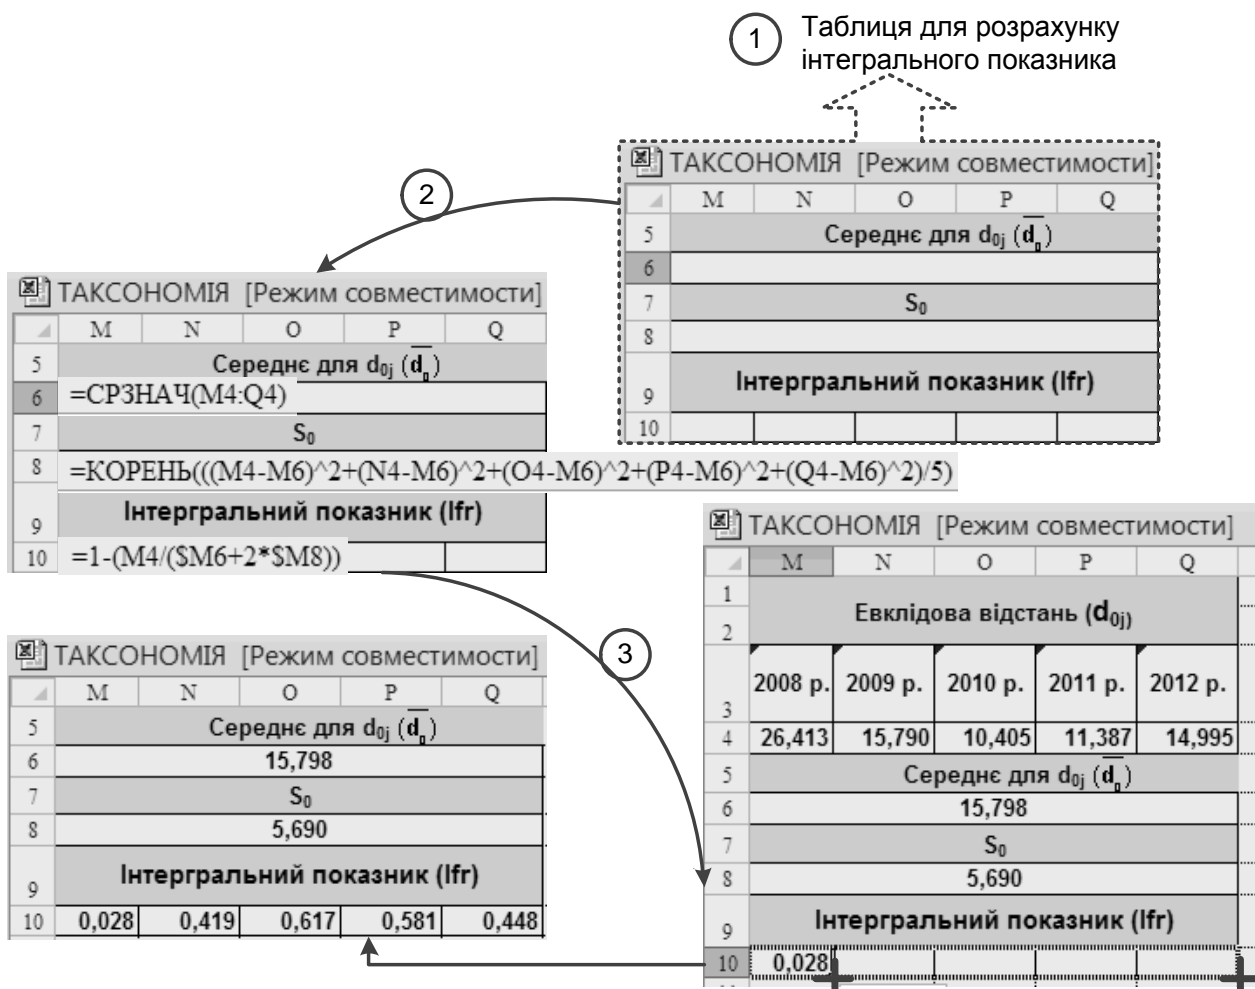 1 Таблиця для розрахунку
інтегрального показника
ТАКСОНОМІЯ [Режим совместимости]
M N O P Q
5 Середнє для d0j (d̅0)
6
7 S0
8
9 Інтергральний показник (Ifr)
10
2
ТАКСОНОМІЯ [Режим совместимости]
M N O P Q
5 Середнє для d0j (d̅0)
6 =СРЗНАЧ(M4:Q4)
7 S0
8 =КОРЕНЬ(((M4-M6)^2+(N4-M6)^2+(O4-M6)^2+(P4-M6)^2+(Q4-M6)^2)/5)
9 Інтергральний показник (Ifr)
10 =1-(M4/($M6+2*$M8))
3
ТАКСОНОМІЯ [Режим совместимости]
M N O P Q
1
2 Евклідова відстань (d0j)
3 2008 р. 2009 р. 2010 р. 2011 р. 2012 р.
4 26,413 15,790 10,405 11,387 14,995
5 Середнє для d0j (d̅0)
6 15,798
7 S0
8 5,690
9 Інтергральний показник (Ifr)
10 0,028
ТАКСОНОМІЯ [Режим совместимости]
M N O P Q
5 Середнє для d0j (d̅0)
6 15,798
7 S0
8 5,690
9 Інтергральний показник (Ifr)
10 0,028 0,419 0,617 0,581 0,448